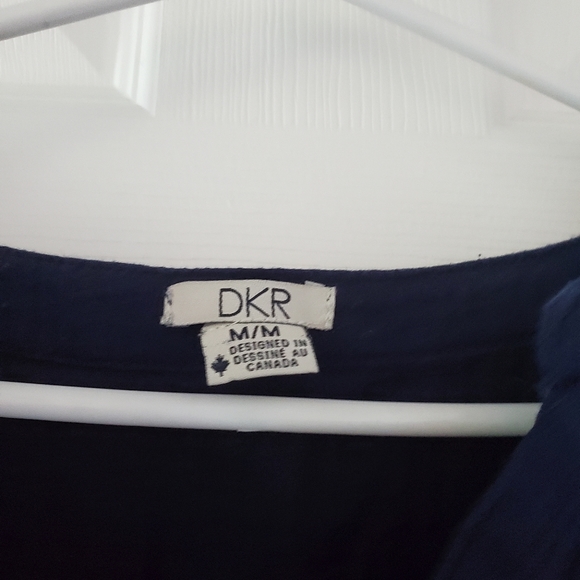 DKR
M/M
DESIGNED IN
DESSINÉ AU
CANADA